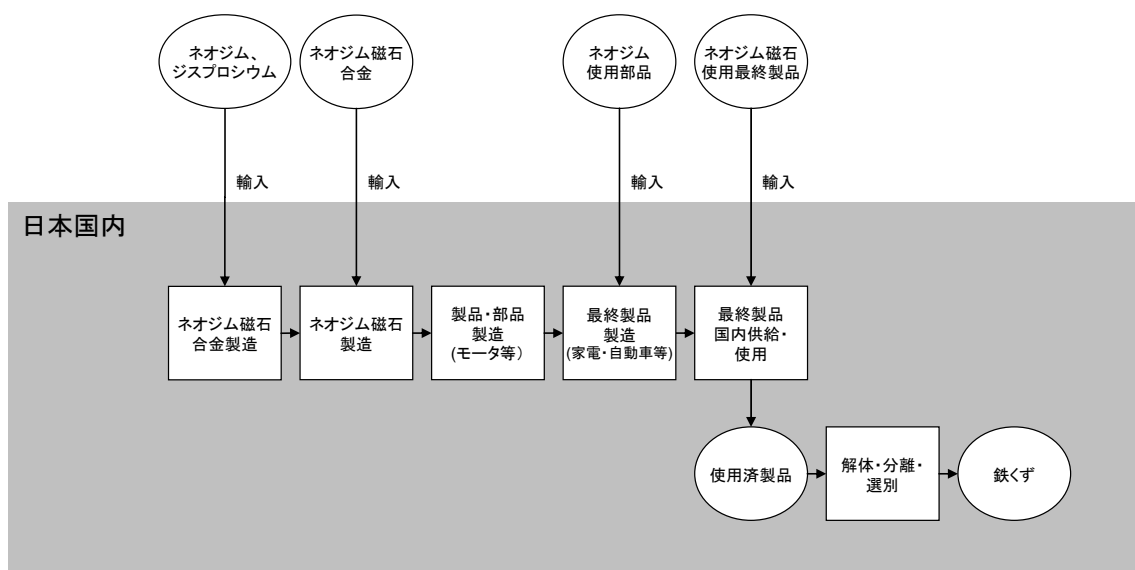 ネオジム、
ジスプロシウム
ネオジム磁石
合金
ネオジム
使用部品
ネオジム磁石
使用最終製品
輸入
輸入
輸入
輸入
日本国内
ネオジム磁石
合金製造
ネオジム磁石
製造
製品・部品
製造
(モータ等)
最終製品
製造
(家電・自動車等)
最終製品
国内供給・
使用
使用済製品
解体・分離・
選別
鉄くず